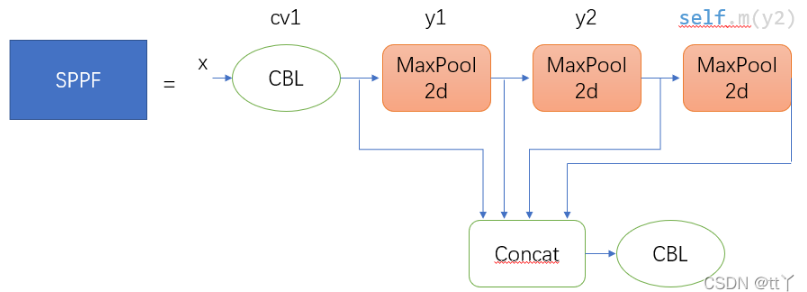 cv1 y1 y2 self.m(y2)
SPPF = x CBL MaxPool 2d MaxPool 2d MaxPool 2d
Concat CBL
CSDN @tt丫